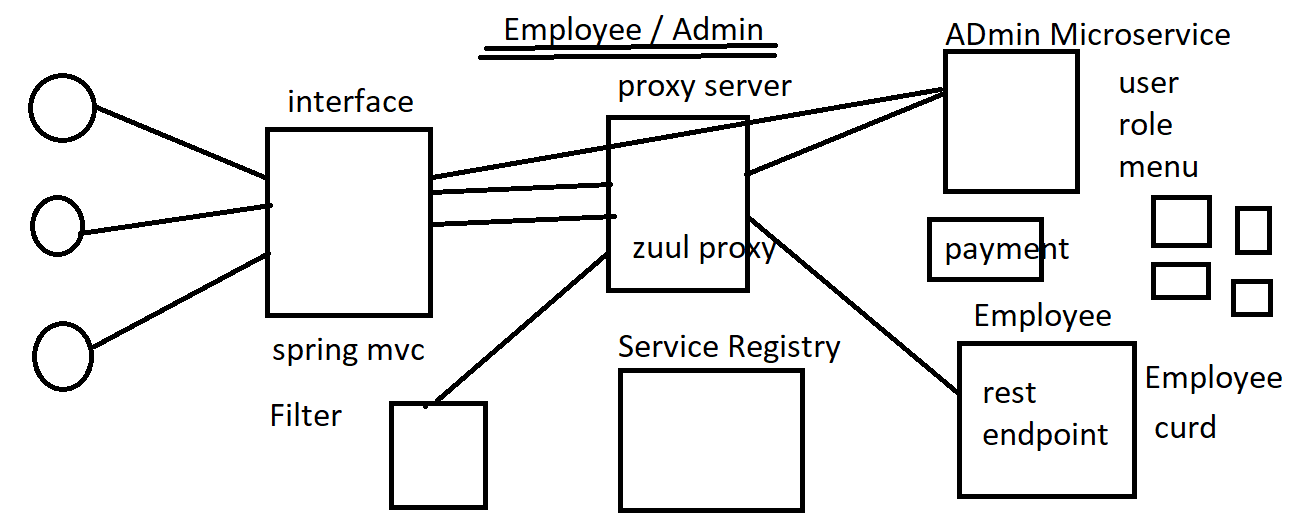 Employee / Admin
ADmin Microservice
interface
proxy server
user
role
menu
zuul proxy
payment
spring mvc
Service Registry
Employee
Filter
rest
endpoint
Employee
curd